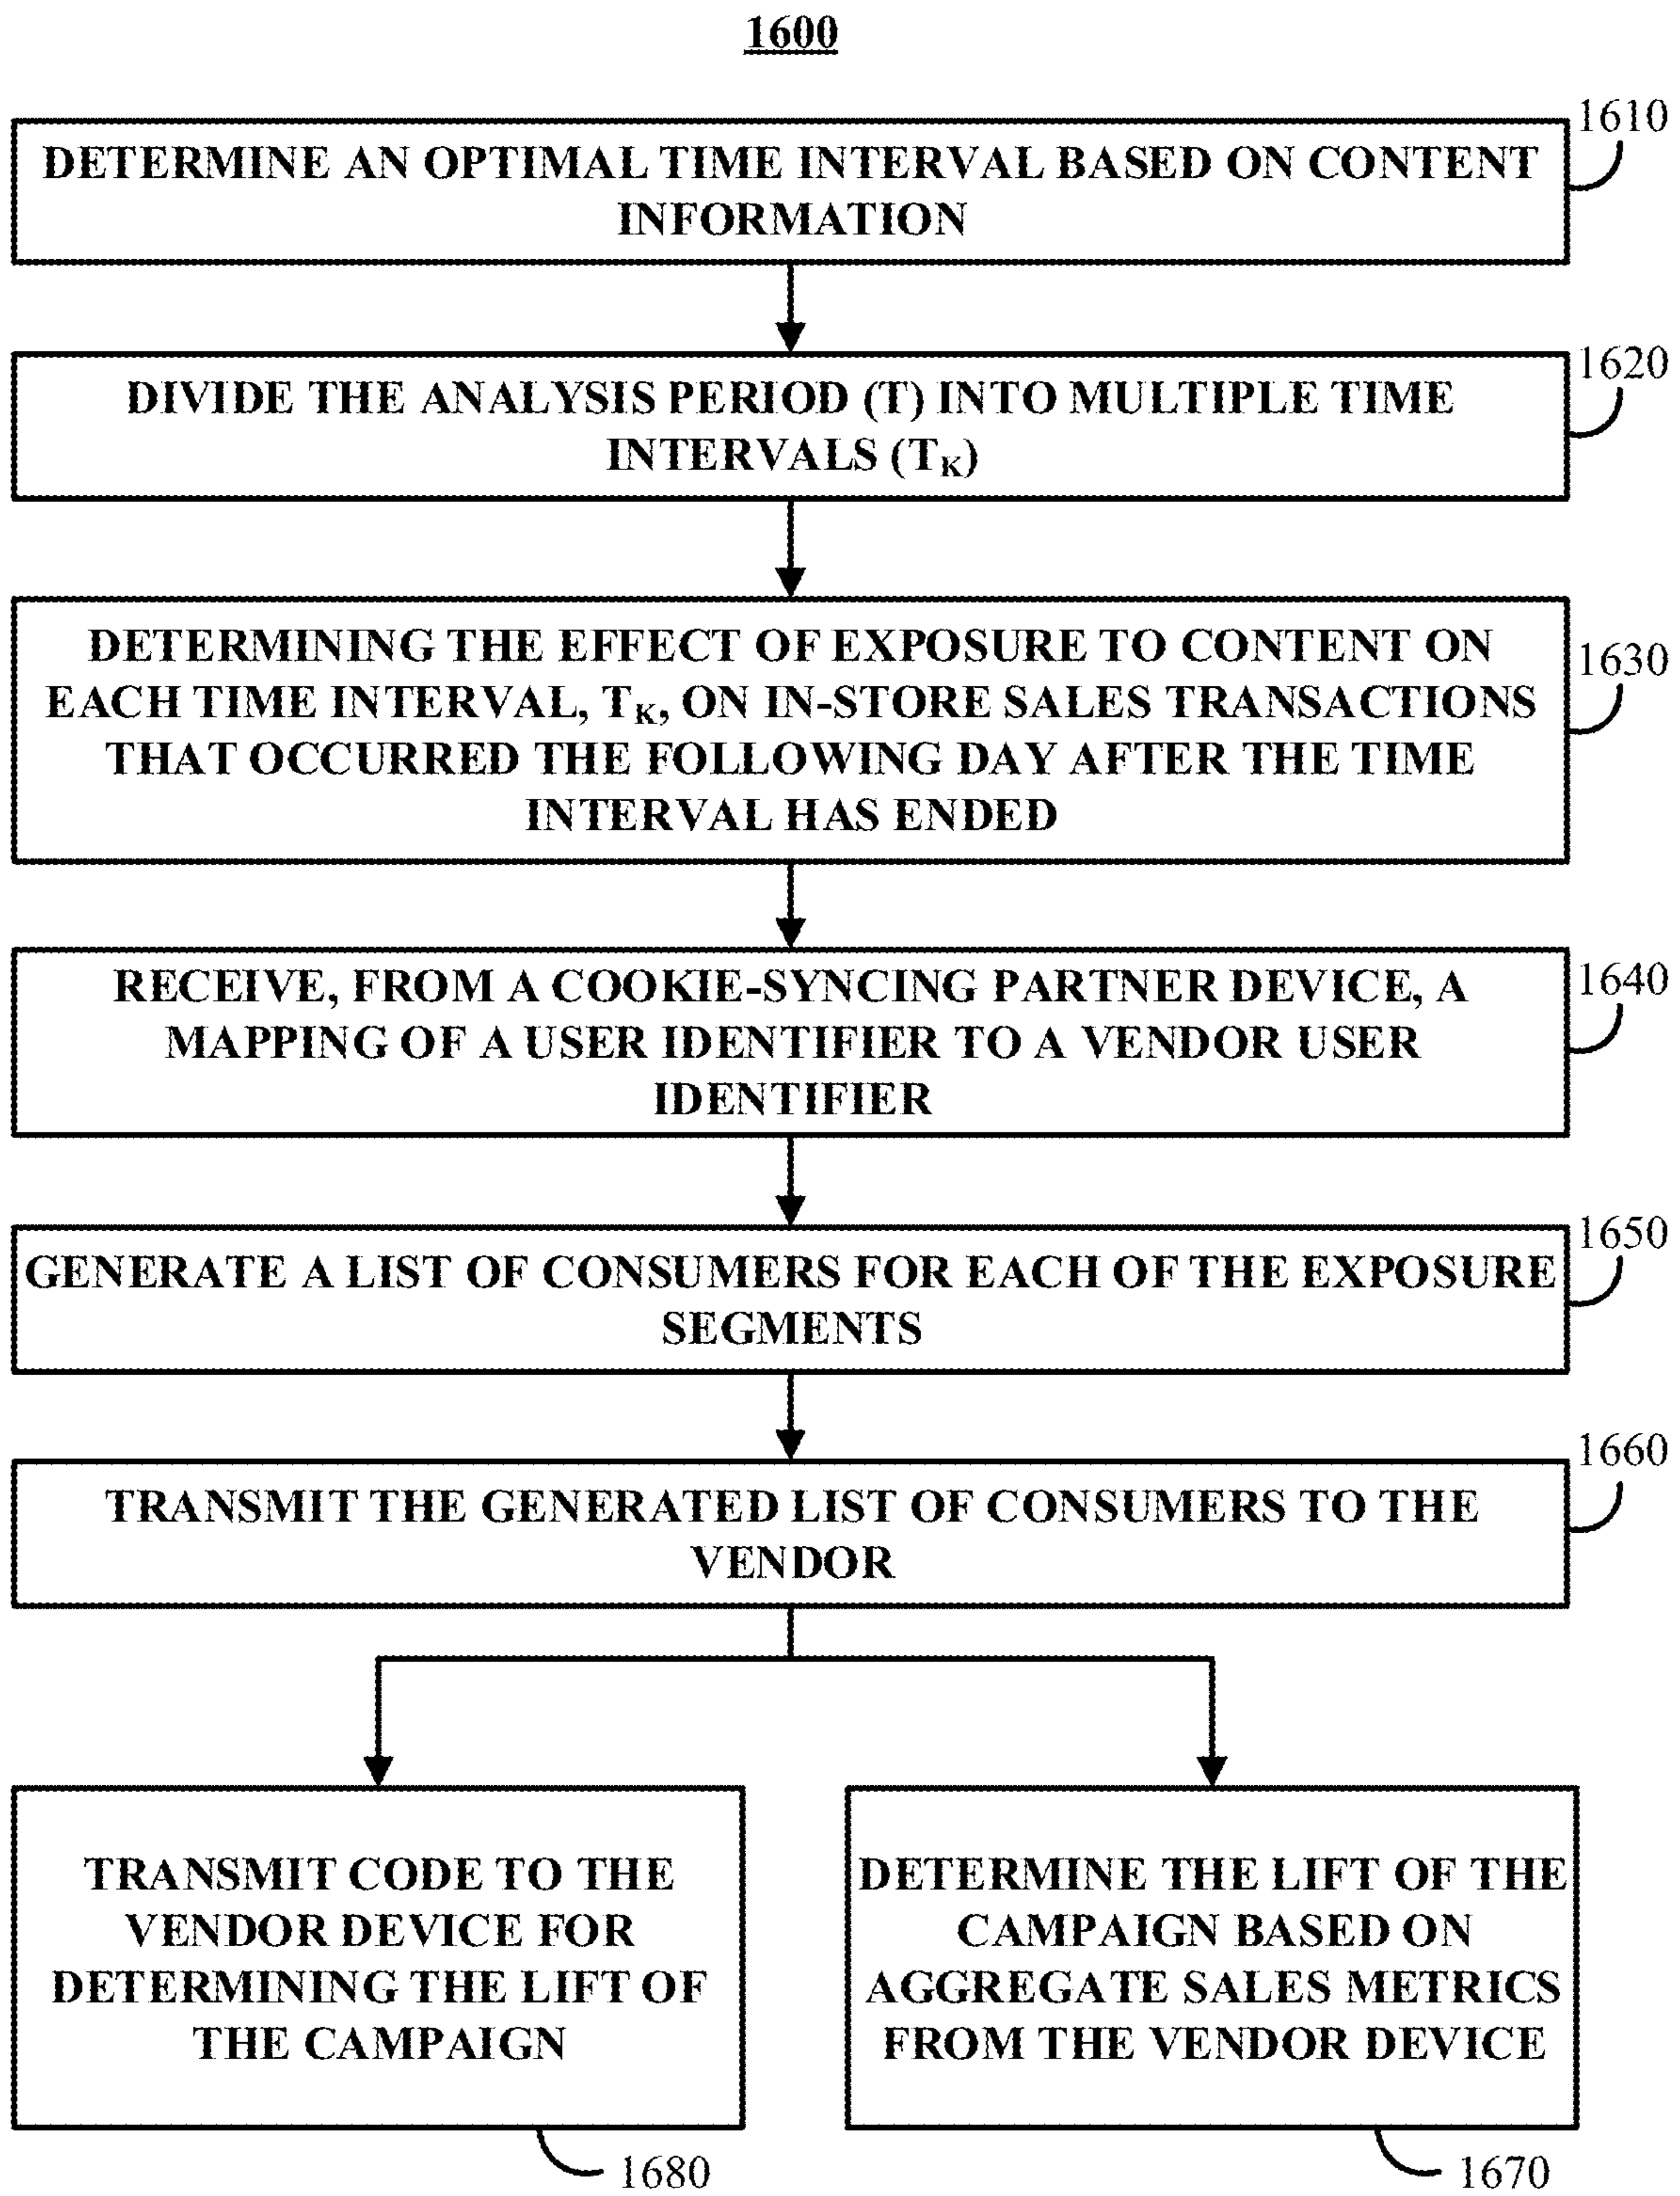 1600
1610
DETERMINE AN OPTIMAL TIME INTERVAL BASED ON CONTENT
INFORMATION
1620
DIVIDE THE ANALYSIS PERIOD (T) INTO MULTIPLE TIME
INTERVALS (TK)
1630
DETERMINING THE EFFECT OF EXPOSURE TO CONTENT ON
EACH TIME INTERVAL, TK, ON IN-STORE SALES TRANSACTIONS
THAT OCCURRED THE FOLLOWING DAY AFTER THE TIME
INTERVAL HAS ENDED
1640
RECEIVE, FROM A COOKIE-SYNCING PARTNER DEVICE, A
MAPPING OF A USER IDENTIFIER TO A VENDOR USER
IDENTIFIER
1650
GENERATE A LIST OF CONSUMERS FOR EACH OF THE EXPOSURE
SEGMENTS
1660
TRANSMIT THE GENERATED LIST OF CONSUMERS TO THE
VENDOR
TRANSMIT CODE TO THE
VENDOR DEVICE FOR
DETERMINING THE LIFT OF
THE CAMPAIGN
1680
DETERMINE THE LIFT OF THE
CAMPAIGN BASED ON
AGGREGATE SALES METRICS
FROM THE VENDOR DEVICE
1670